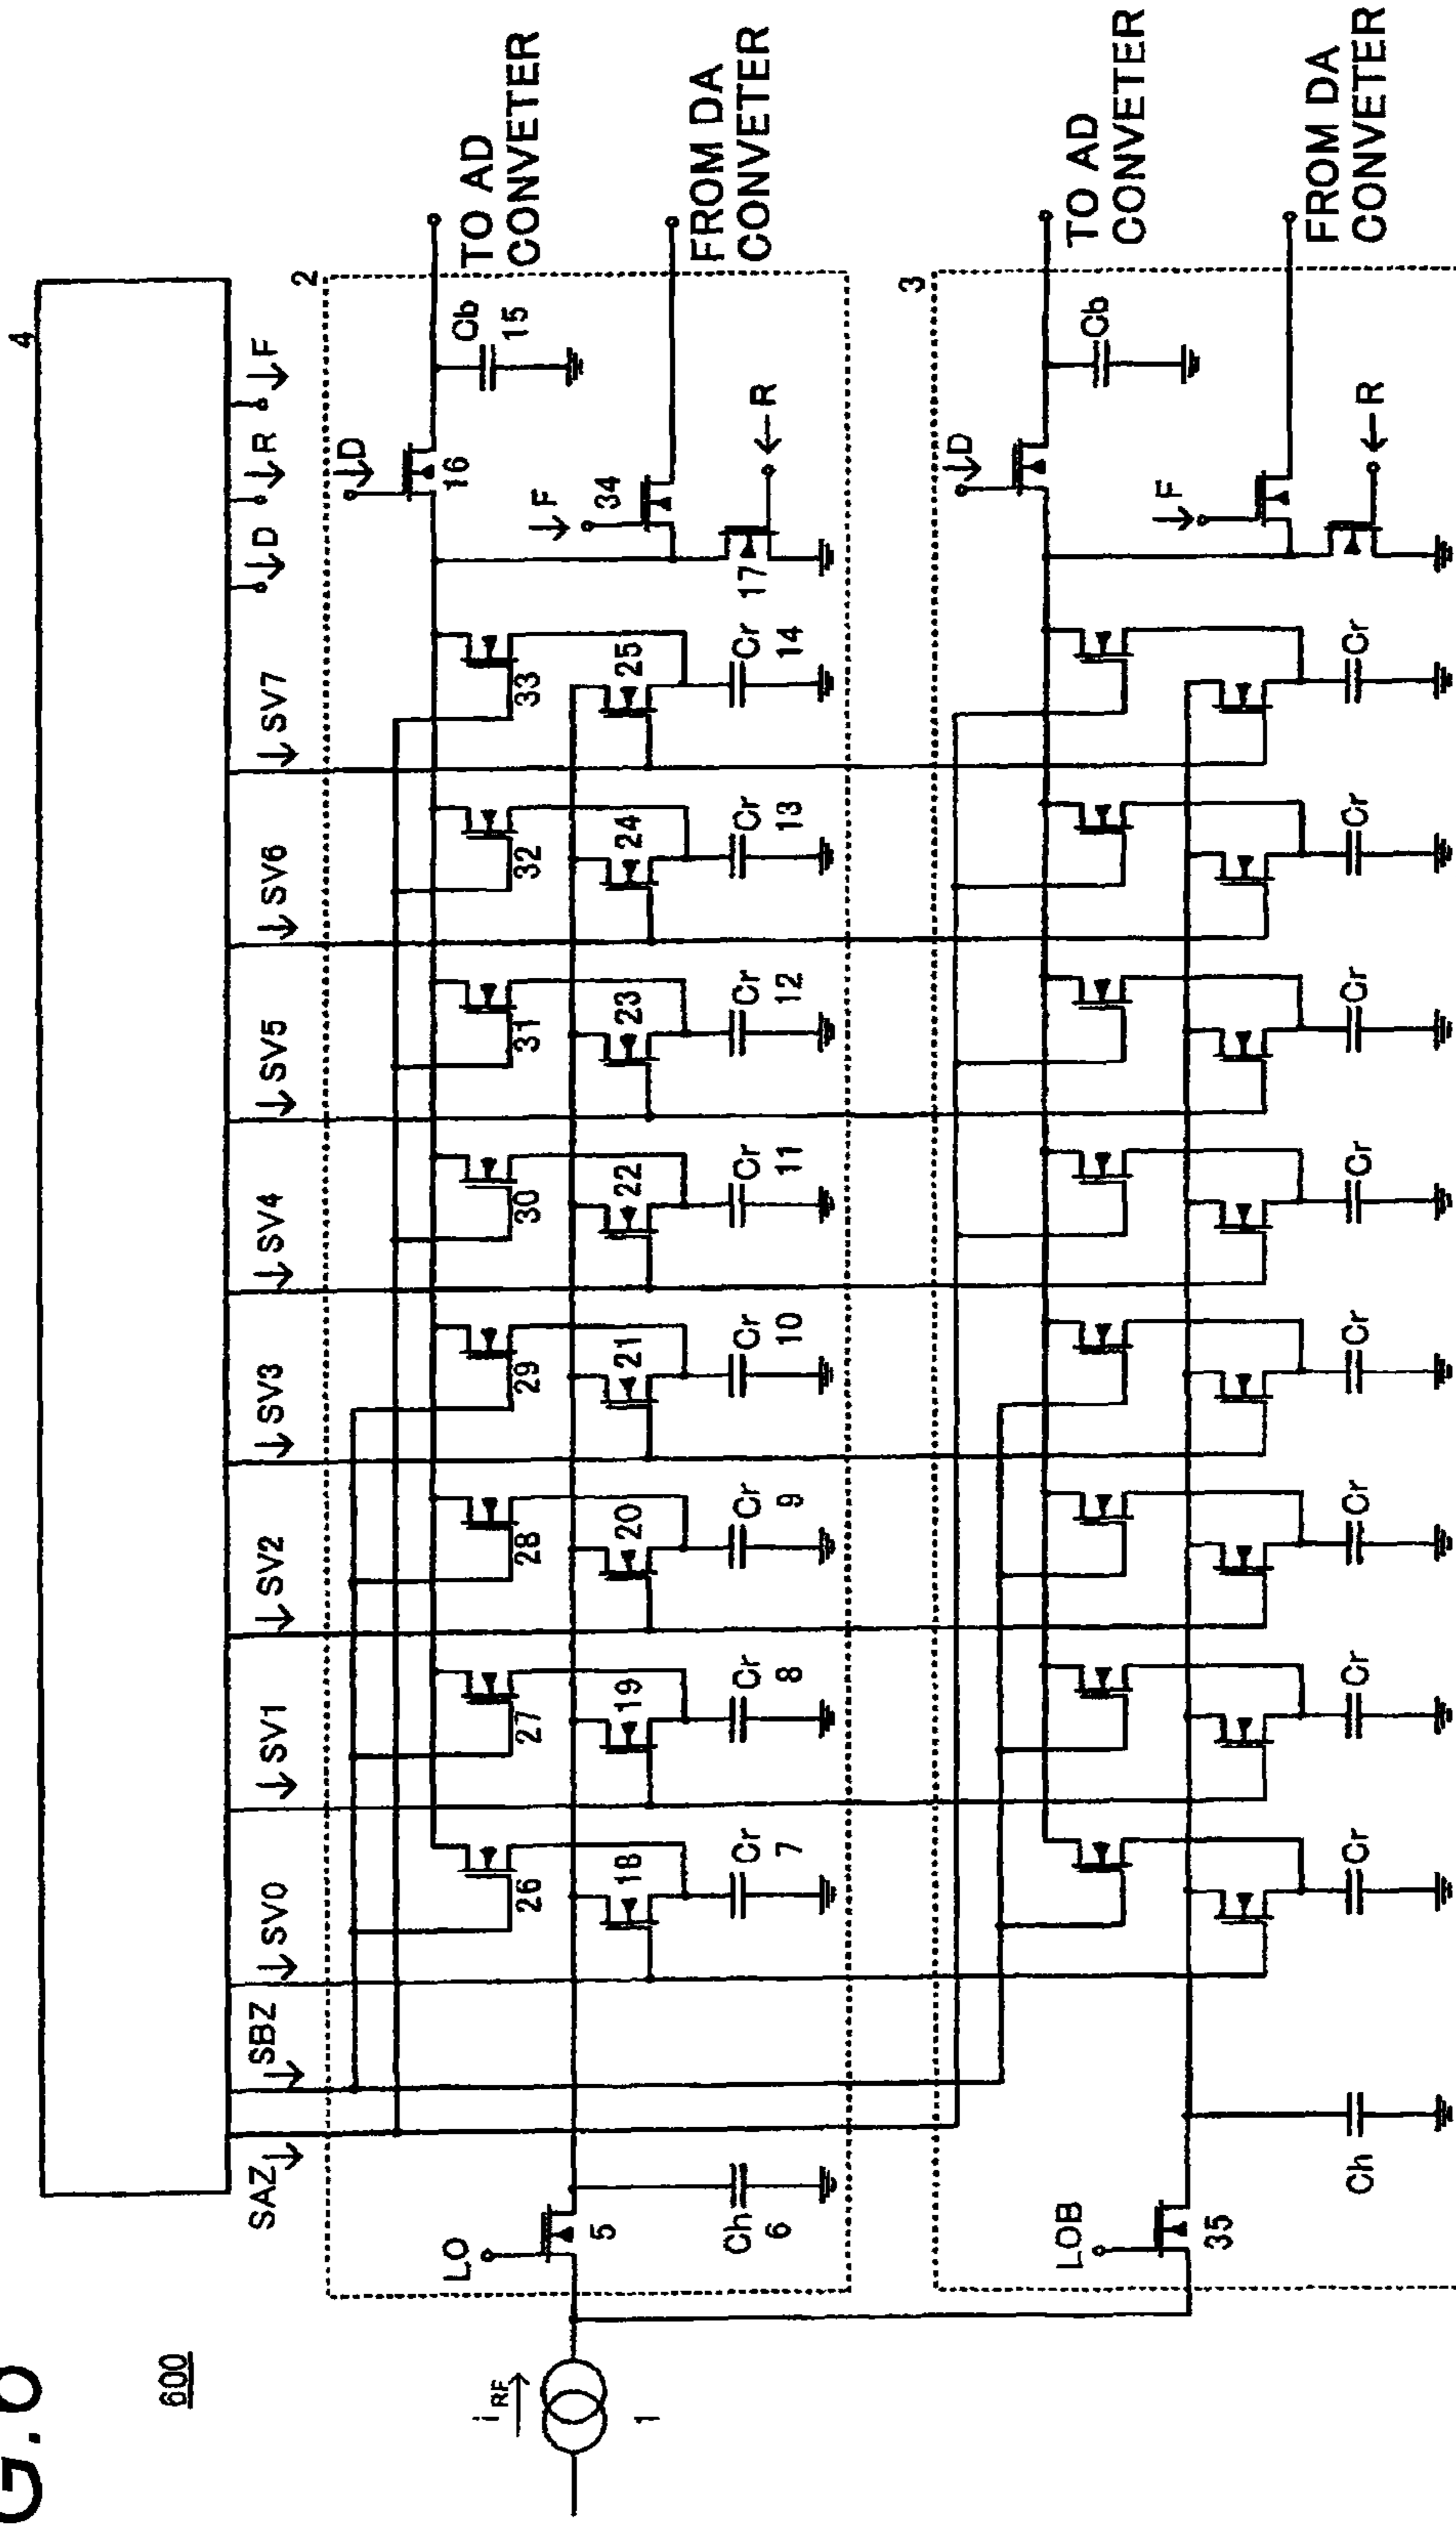 G.6
600
4
SAZ
SBZ
SV0
SV1
SV2
SV3
SV4
SV5
SV6
SV7
D
R
F
2
LO
5
Ch
6
iRF
1
26
27
28
29
30
31
32
33
18
19
20
21
22
23
24
25
Cr
7
Cr
8
Cr
9
Cr
10
Cr
11
Cr
12
Cr
13
Cr
14
D
16
Cb
15
F
34
17
R
TO AD
CONVETER
FROM DA
CONVETER
3
LOB
35
Ch
Cr
Cr
Cr
Cr
Cr
Cr
Cr
Cr
D
Cb
F
R
TO AD
CONVETER
FROM DA
CONVETER